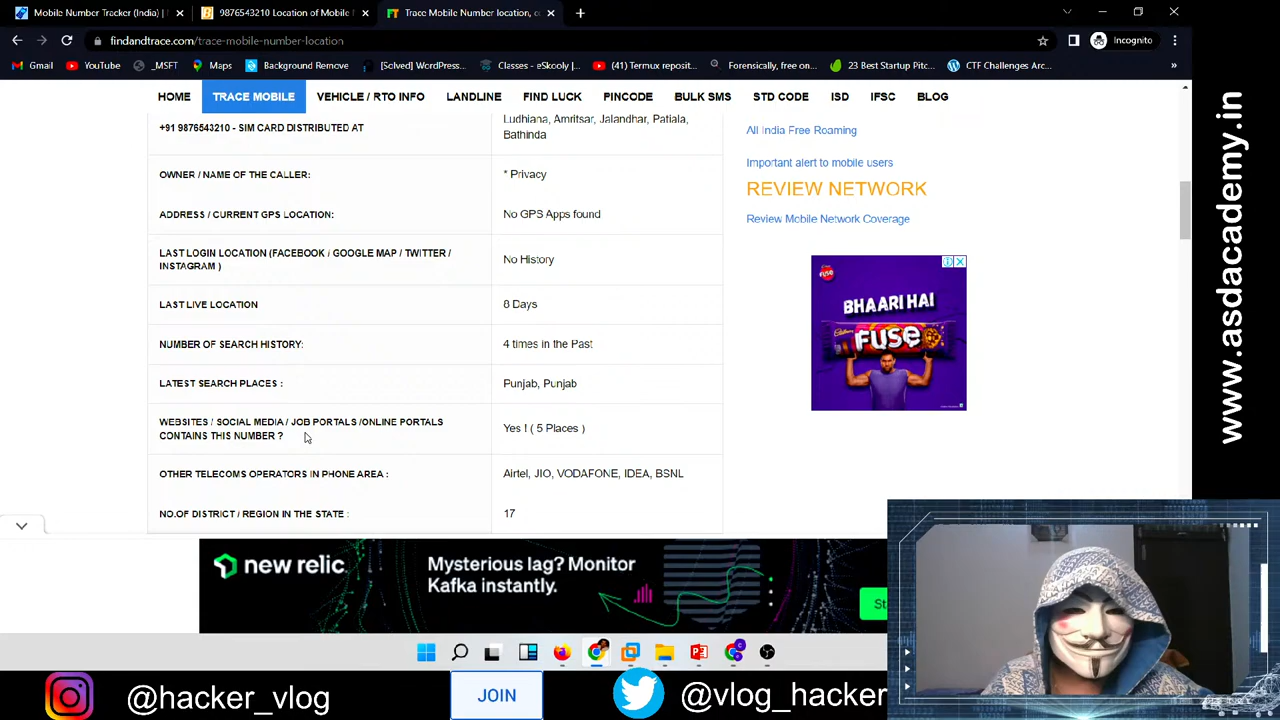 Mobile Number Tracker (India) |
9876543210 Location of Mobile
Trace Mobile Number location, c
findandtrace.com/trace-mobile-number-location
Incognito
Gmail
YouTube
_MSFT
Maps
Background Remove
[Solved] WordPress...
Classes - eSkooly |...
(41) Termux reposit...
Forensically, free on...
23 Best Startup Pitc...
CTF Challenges Arc...
»
HOME
TRACE MOBILE
VEHICLE / RTO INFO
LANDLINE
FIND LUCK
PINCODE
BULK SMS
STD CODE
ISD
IFSC
BLOG
+91 9876543210 - SIM CARD DISTRIBUTED AT
Ludhiana, Amritsar, Jalandhar, Patiala,
Bathinda
OWNER / NAME OF THE CALLER:
* Privacy
ADDRESS / CURRENT GPS LOCATION:
No GPS Apps found
LAST LOGIN LOCATION (FACEBOOK / GOOGLE MAP / TWITTER /
INSTAGRAM )
No History
LAST LIVE LOCATION
8 Days
NUMBER OF SEARCH HISTORY:
4 times in the Past
LATEST SEARCH PLACES :
Punjab, Punjab
WEBSITES / SOCIAL MEDIA / JOB PORTALS /ONLINE PORTALS
CONTAINS THIS NUMBER ?
Yes ! ( 5 Places )
OTHER TELECOMS OPERATORS IN PHONE AREA :
Airtel, JIO, VODAFONE, IDEA, BSNL
NO.OF DISTRICT / REGION IN THE STATE :
17
All India Free Roaming
Important alert to mobile users
REVIEW NETWORK
Review Mobile Network Coverage
BHAARI HAI
Cadbury
FUSE
new relic
Mysterious lag? Monitor
Kafka instantly.
www.asdacademy.in
@hacker_vlog
JOIN
@vlog_hacker